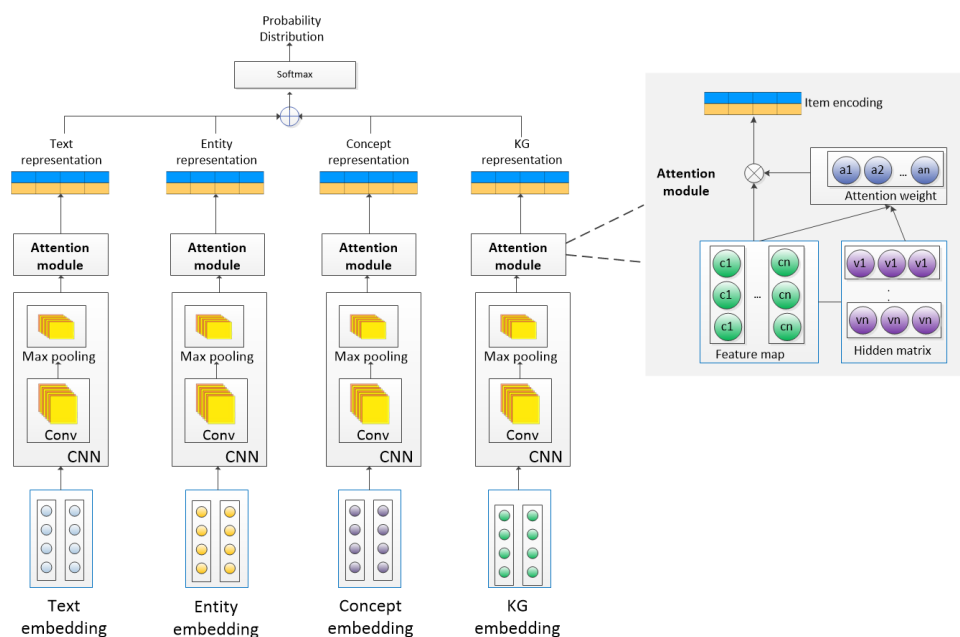 Probability
Distribution
Softmax
Text
representation
Entity
representation
Concept
representation
KG
representation
Attention
module
Attention
module
Attention
module
Attention
module
Max pooling
Max pooling
Max pooling
Max pooling
Conv
Conv
Conv
Conv
CNN
CNN
CNN
CNN
Text
embedding
Entity
embedding
Concept
embedding
KG
embedding
Item encoding
Attention
module
a1 a2 ... an
Attention weight
c1 cn
c1 ... cn
c1 cn
Feature map
v1 v1 v1
:
vn vn vn
Hidden matrix